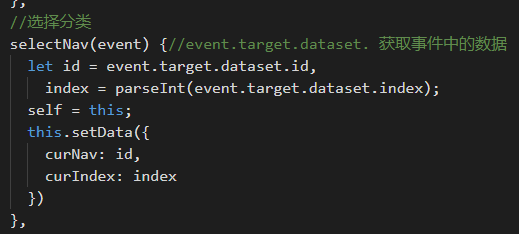 },
//选择分类
selectNav(event) {//event.target.dataset. 获取事件中的数据
let id = event.target.dataset.id,
index = parseInt(event.target.dataset.index);
self = this;
this.setData({
curNav: id,
curIndex: index
})
},